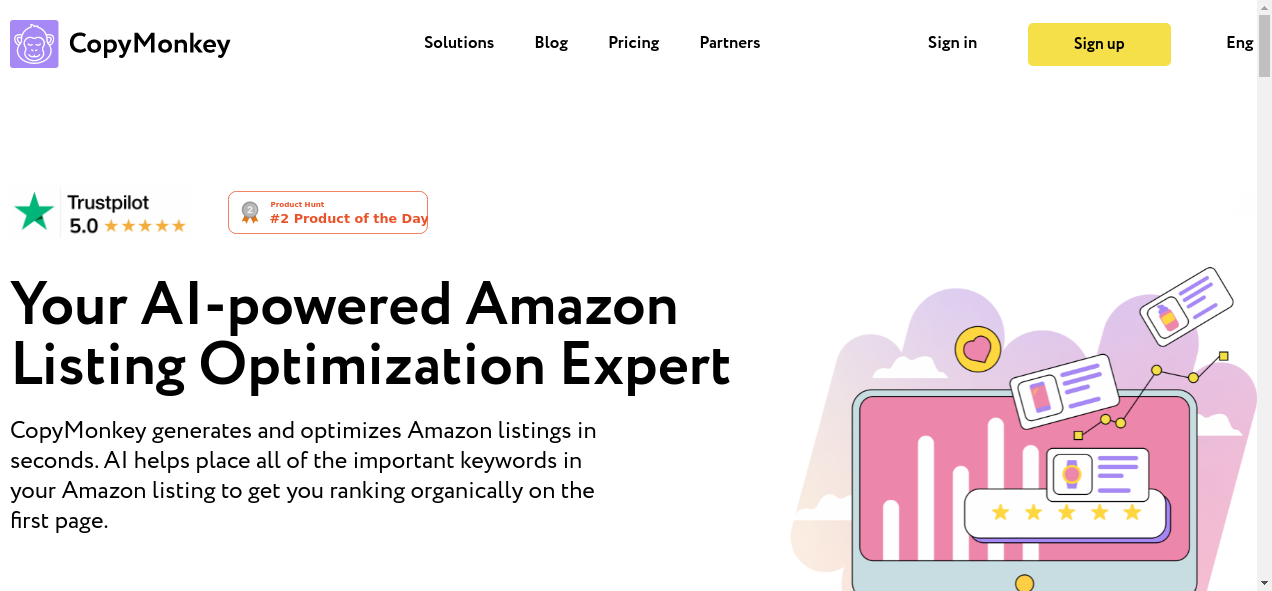 CopyMonkey
Solutions
Blog
Pricing
Partners
Sign in
Sign up
Eng
Trustpilot
5.0
2
Product Hunt
#2 Product of the Day
Your AI-powered Amazon
Listing Optimization Expert
CopyMonkey generates and optimizes Amazon listings in
seconds. AI helps place all of the important keywords in
your Amazon listing to get you ranking organically on the
first page.